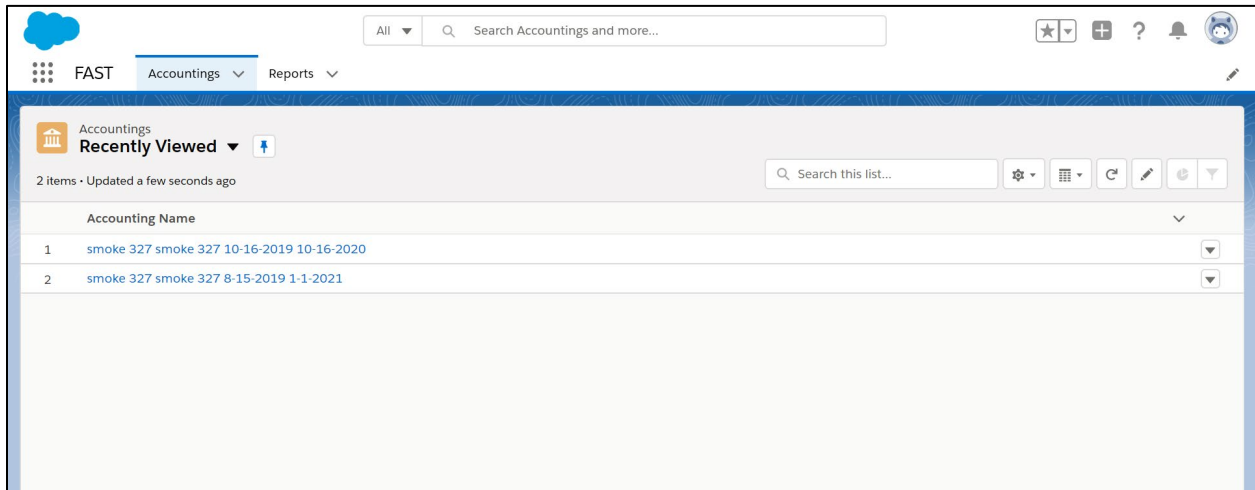 All Search Accountings and more...
FAST Accountings Reports
Accountings
Recently Viewed
2 items • Updated a few seconds ago
Search this list...
Accounting Name
1 smoke 327 smoke 327 10-16-2019 10-16-2020
2 smoke 327 smoke 327 8-15-2019 1-1-2021